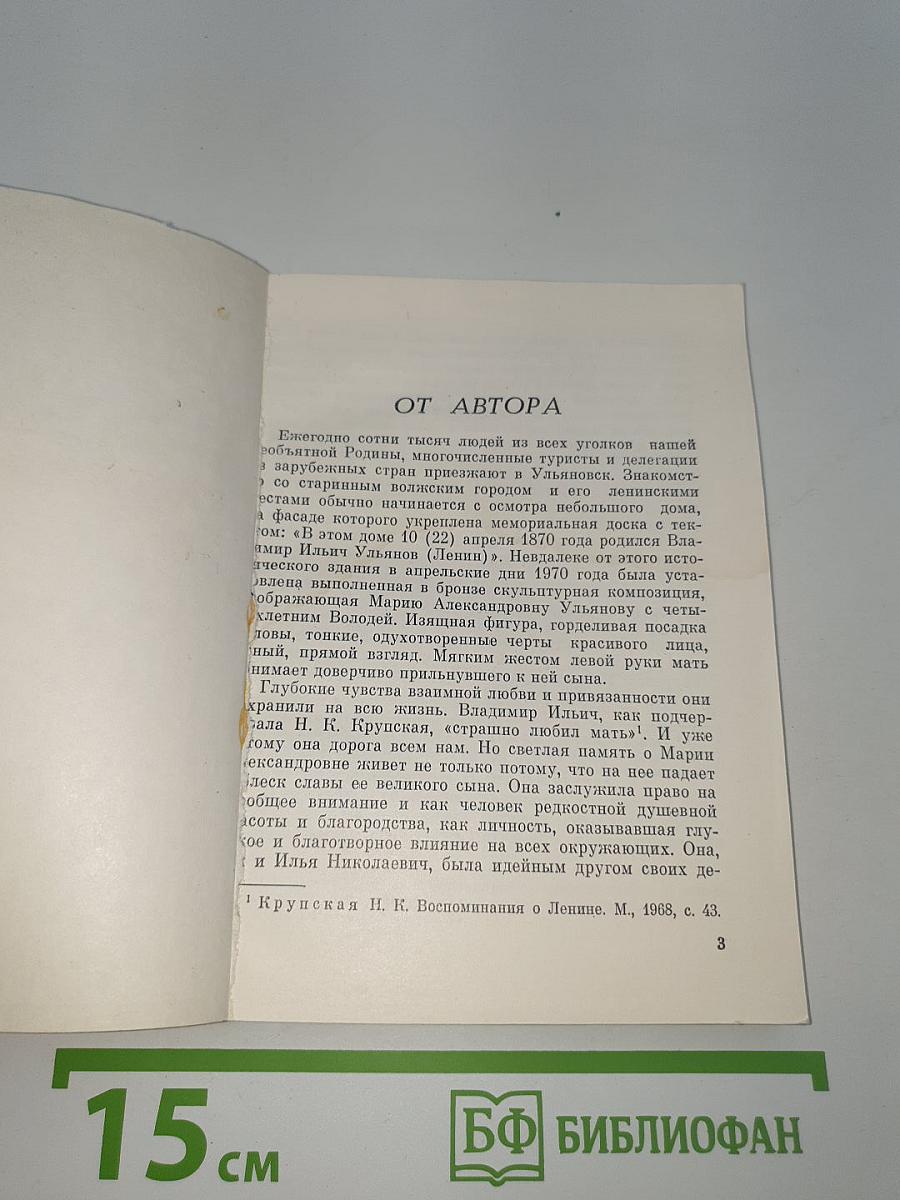 ОТ АВТОРА
Ежегодно сотни тысяч людей из всех уголков нашей
еобъятной Родины, многочисленные туристы и делегации
з зарубежных стран приезжают в Ульяновск. Знакомст-
о со старинным волжским городом и его ленинскими
естами обычно начинается с осмотра небольшого дома,
а фасаде которого укреплена мемориальная доска с тек-
том: «В этом доме 10 (22) апреля 1870 года родился Вла-
имир Ильич Ульянов (Ленин)». Невдалеке от этого исто-
ического здания в апрельские дни 1970 года была уста-
овлена выполненная в бронзе скульптурная композиция,
ображающая Марию Александровну Ульянову с четы-
хлетним Володей. Изящная фигура, горделивая посадка
ловы, тонкие, одухотворенные черты красивого лица,
ный, прямой взгляд. Мягким жестом левой руки мать
нимает доверчиво прильнувшего к ней сына.
Глубокие чувства взаимной любви и привязанности они
хранили на всю жизнь. Владимир Ильич, как подчер-
вала Н. К. Крупская, «страшно любил мать»¹. И уже
тому она дорога всем нам. Но светлая память о Марии
ександровне живет не только потому, что на нее падает
леск славы ее великого сына. Она заслужила право на
общее внимание и как человек редкостной душевной
асоты и благородства, как личность, оказывавшая глу-
кое и благотворное влияние на всех окружающих. Она,
и Илья Николаевич, была идейным другом своих де-
¹ Крупская Н. К. Воспоминания о Ленине. М., 1968, с. 43.
3
15 см
БФ БИБЛИОФАН